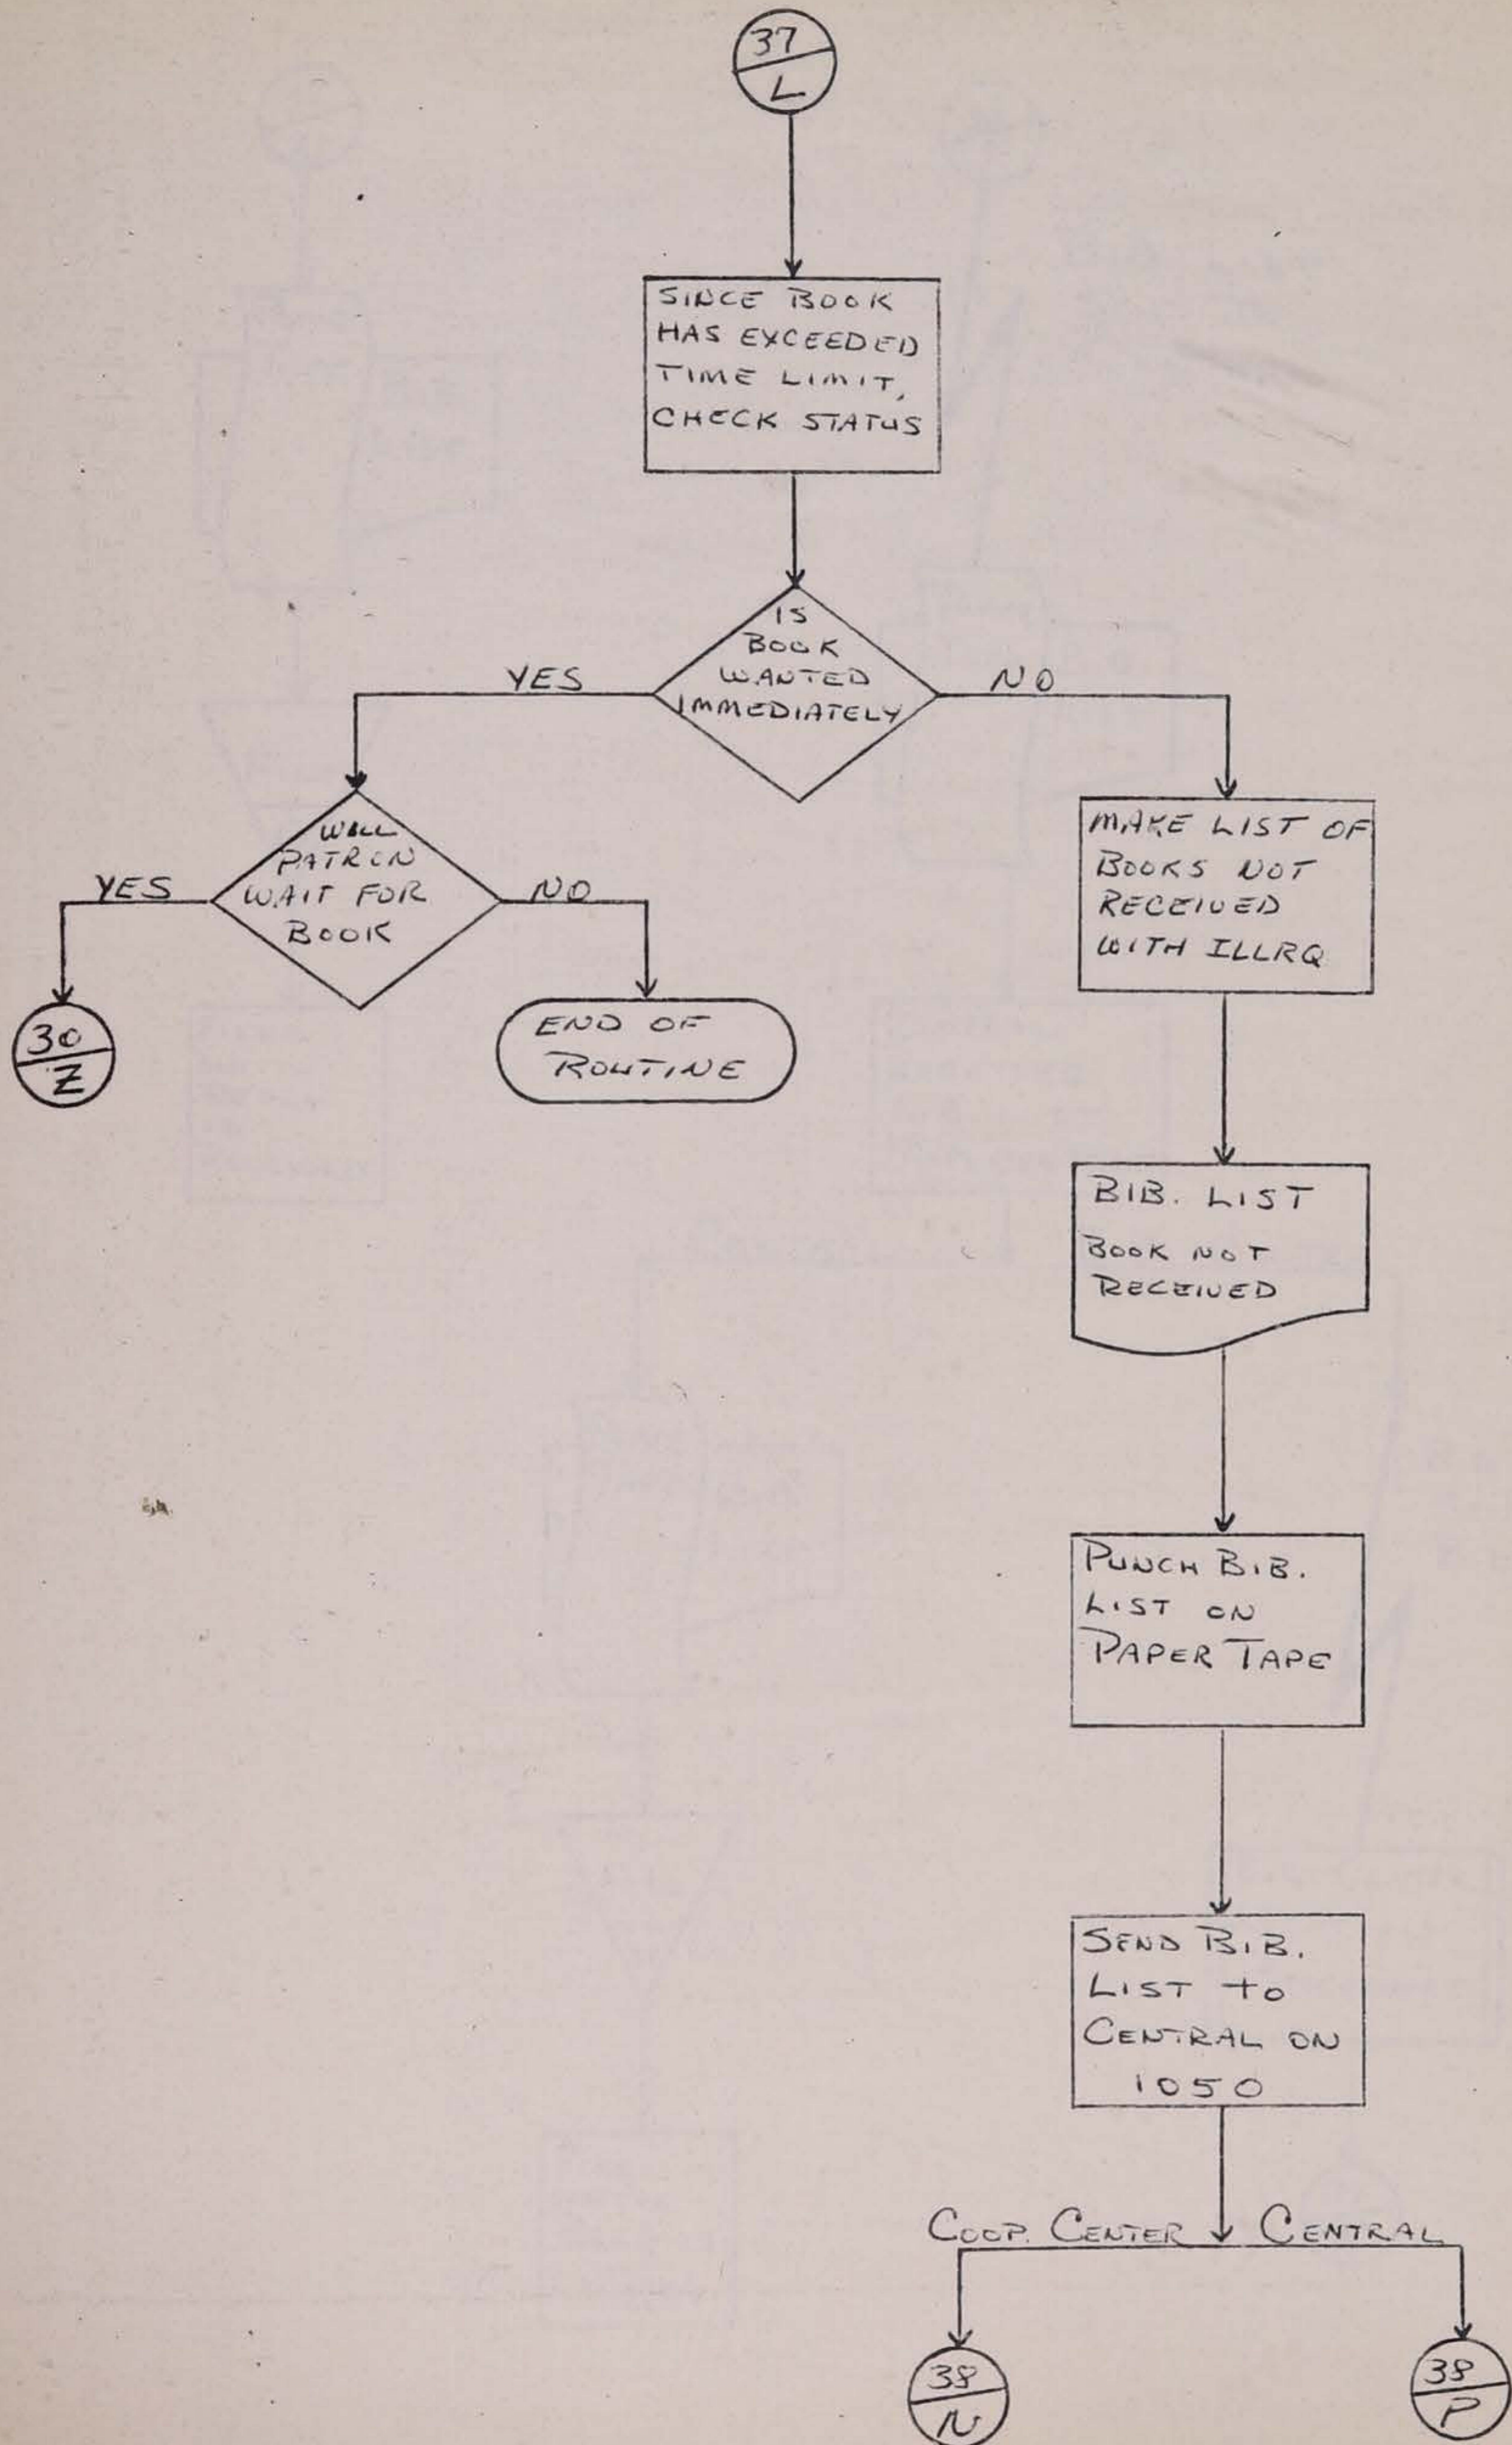 37
L
SINCE BOOK
HAS EXCEEDED
TIME LIMIT,
CHECK STATUS
IS
BOOK
WANTED
IMMEDIATELY
YES
NO
WILL
PATRON
WAIT FOR
BOOK
YES
NO
30
Z
END OF
ROUTINE
MAKE LIST OF
BOOKS NOT
RECEIVED
WITH ILLRQ
BIB. LIST
BOOK NOT
RECEIVED
PUNCH BIB.
LIST ON
PAPER TAPE
SEND BIB.
LIST TO
CENTRAL ON
1050
COOP. CENTER
CENTRAL
38
N
38
P